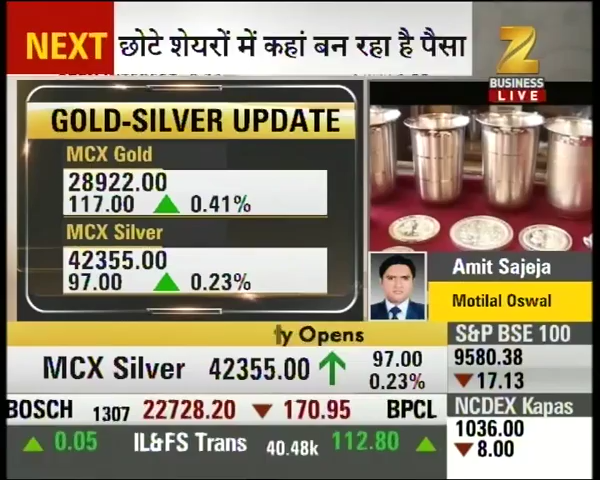 NEXT छोटे शेयरों में कहां बन रहा है पैसा
Z
BUSINESS
LIVE
GOLD-SILVER UPDATE
MCX Gold
28922.00
117.00 ▲ 0.41%
MCX Silver
42355.00
97.00 ▲ 0.23%
Amit Sajeja
Motilal Oswal
ty Opens
MCX Silver 42355.00 ↑ 97.00
0.23%
S&P BSE 100
9580.38
▼ 17.13
BOSCH 1307 22728.20 ▼ 170.95 BPCL
▲ 0.05 IL&FS Trans 40.48k 112.80 ▲
NCDEX Kapas
1036.00
▼ 8.00